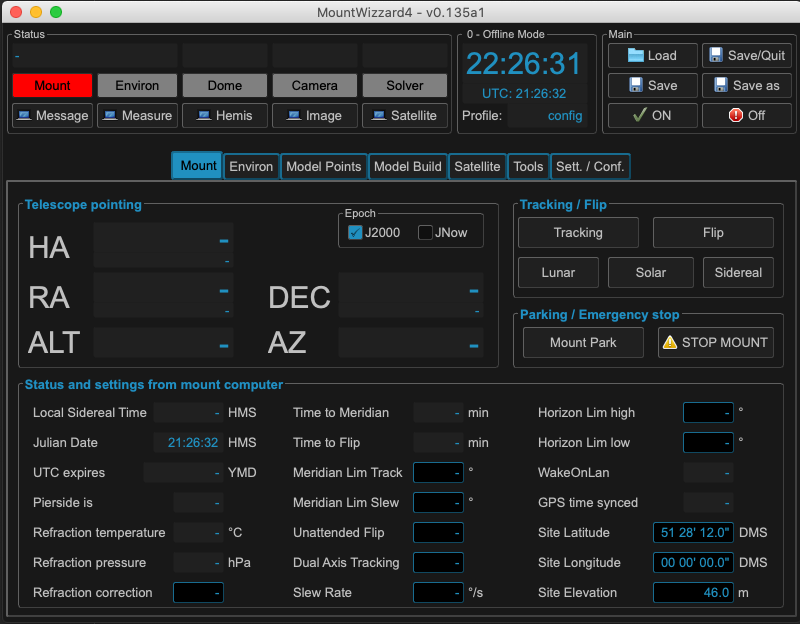 MountWizzard4 - v0.135a1
Status
-
Mount Environ Dome Camera Solver
Message Measure Hemis Image Satellite
0 - Offline Mode
22:26:31
UTC: 21:26:32
Profile: config
Main
Load Save/Quit
Save Save as
ON Off
Mount Environ Model Points Model Build Satellite Tools Sett. / Conf.
Telescope pointing
Epoch
J2000 JNow
HA - -
RA - - DEC - -
ALT - AZ -
Tracking / Flip
Tracking Flip
Lunar Solar Sidereal
Parking / Emergency stop
Mount Park STOP MOUNT
Status and settings from mount computer
Local Sidereal Time - HMS Time to Meridian - min Horizon Lim high - °
Julian Date 21:26:32 HMS Time to Flip - min Horizon Lim low - °
UTC expires - YMD Meridian Lim Track - ° WakeOnLan -
Pierside is - Meridian Lim Slew - ° GPS time synced -
Refraction temperature - °C Unattended Flip - Site Latitude 51 28' 12.0" DMS
Refraction pressure - hPa Dual Axis Tracking - Site Longitude 00 00' 00.0" DMS
Refraction correction - Slew Rate - °/s Site Elevation 46.0 m